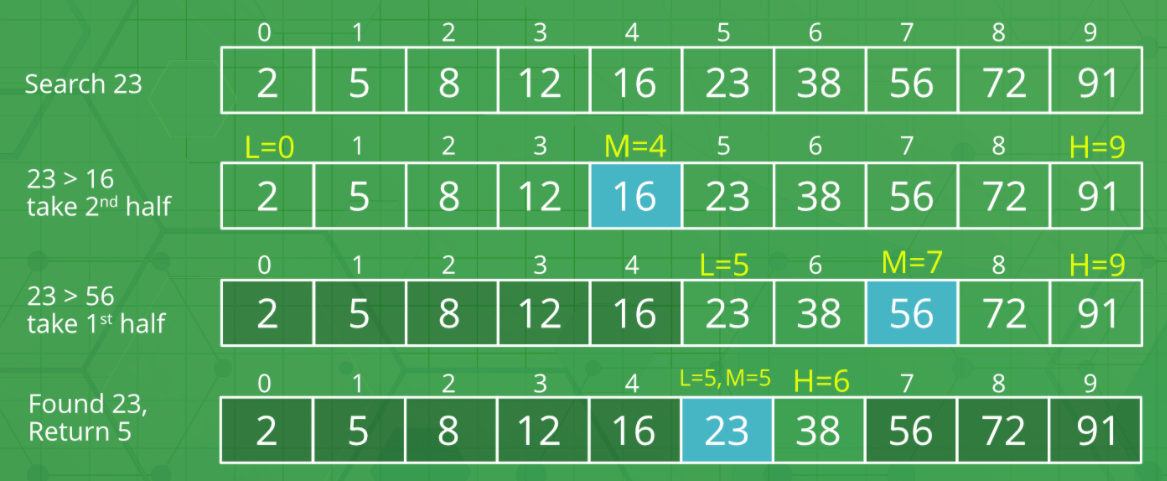 0 1 2 3 4 5 6 7 8 9
Search 23 2 5 8 12 16 23 38 56 72 91
L=0 1 2 3 M=4 5 6 7 8 H=9
23 > 16
take 2nd half 2 5 8 12 16 23 38 56 72 91
0 1 2 3 4 L=5 6 M=7 8 H=9
23 > 56
take 1st half 2 5 8 12 16 23 38 56 72 91
0 1 2 3 4 L=5, M=5 H=6 7 8 9
Found 23,
Return 5 2 5 8 12 16 23 38 56 72 91